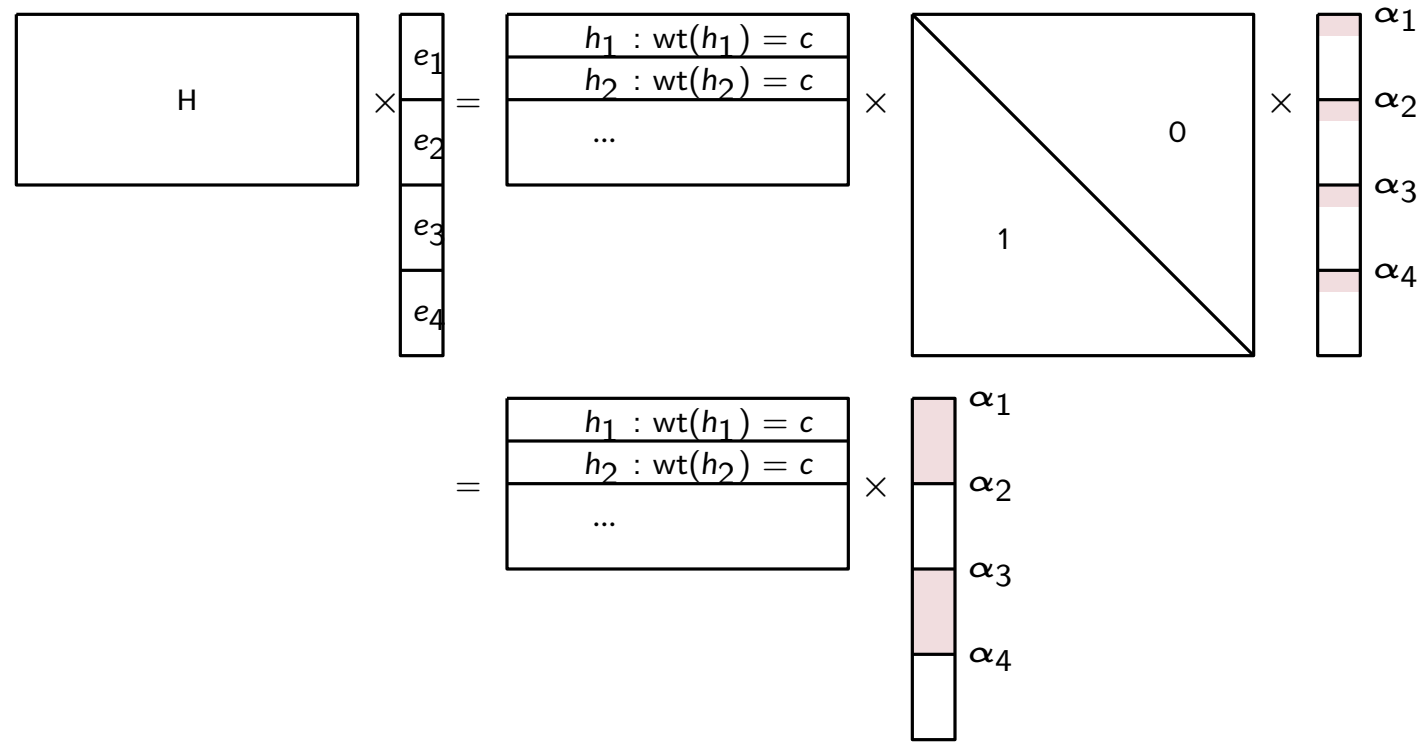 H × e₁ = h₁ : wt(h₁) = c × 0 × α₁
e₂ h₂ : wt(h₂) = c 1 α₂
e₃ ... α₃
e₄ α₄
= h₁ : wt(h₁) = c × α₁
h₂ : wt(h₂) = c α₂
... α₃
α₄